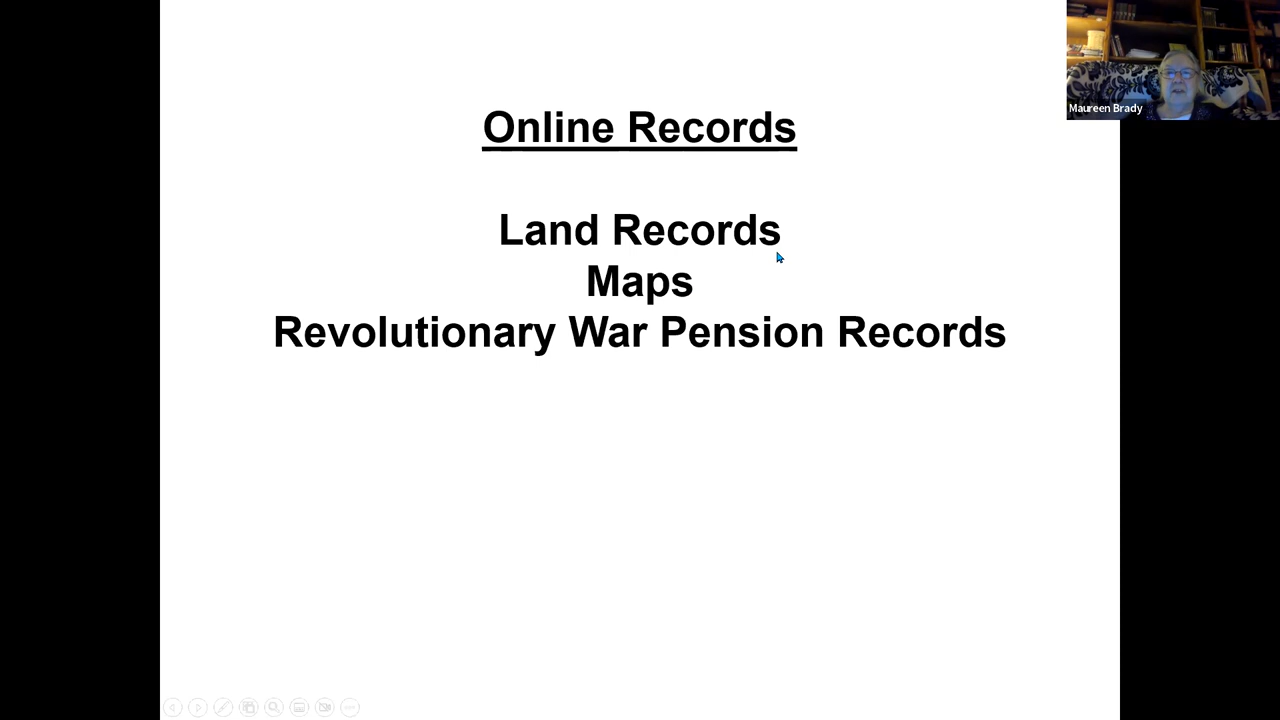 Online Records
Land Records
Maps
Revolutionary War Pension Records
Maureen Brady